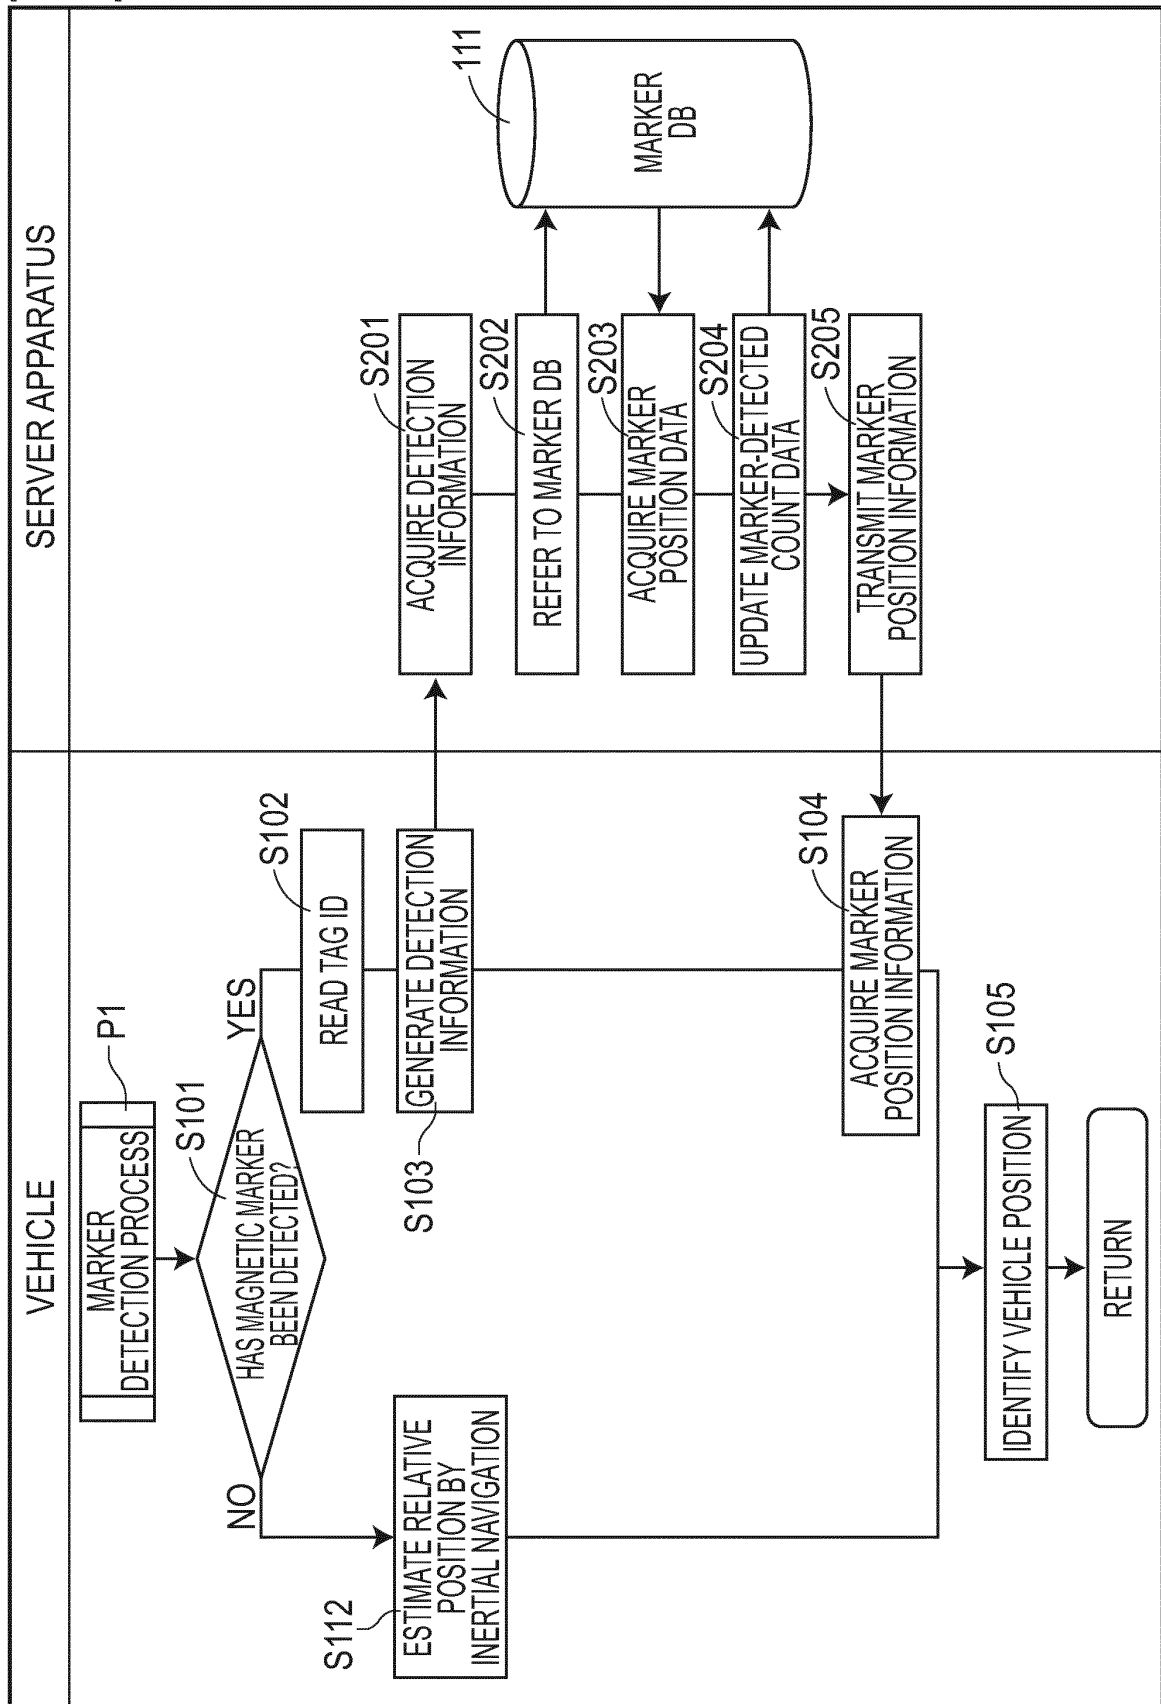 VEHICLE
SERVER APPARATUS
MARKER
DETECTION PROCESS
P1
S101
HAS MAGNETIC MARKER
BEEN DETECTED?
NO
YES
S102
READ TAG ID
S103
GENERATE DETECTION
INFORMATION
S112
ESTIMATE RELATIVE
POSITION BY
INERTIAL NAVIGATION
S201
ACQUIRE DETECTION
INFORMATION
S202
REFER TO MARKER DB
S203
ACQUIRE MARKER
POSITION DATA
S204
UPDATE MARKER-DETECTED
COUNT DATA
S205
TRANSMIT MARKER
POSITION INFORMATION
111
MARKER
DB
S104
ACQUIRE MARKER
POSITION INFORMATION
S105
IDENTIFY VEHICLE POSITION
RETURN